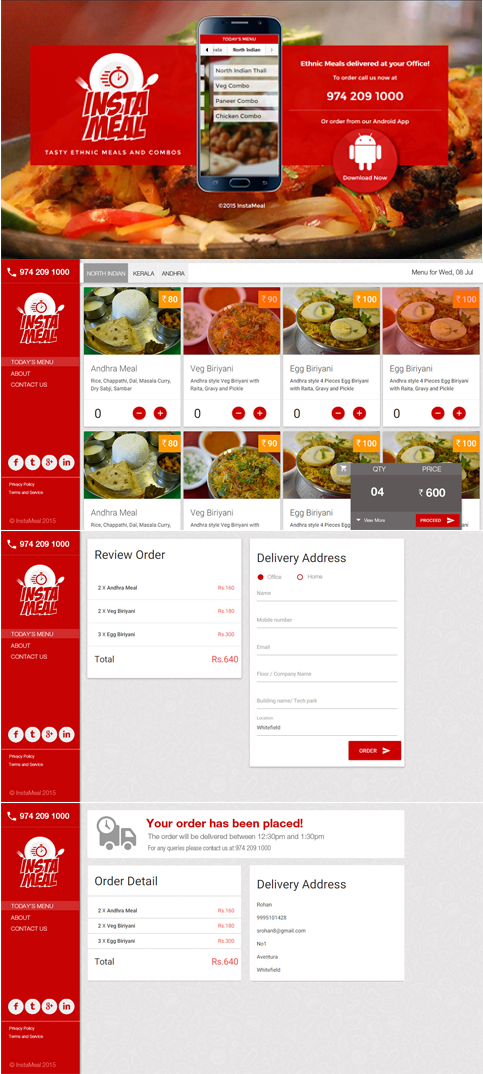 TODAY'S MENU
rala
North Indian
North Indian Thali
Veg Combo
Paneer Combo
Chicken Combo
INSTA
MEAL
TASTY ETHNIC MEALS AND COMBOS
Ethnic Meals delivered at your Office!
To order call us now at
974 209 1000
Or order from our Android App
Download Now
©2015 InstaMeal
974 209 1000
INSTA
MEAL
TODAY'S MENU
ABOUT
CONTACT US
Privacy Policy
Terms and Service
© InstaMeal 2015
NORTH INDIAN
KERALA
ANDHRA
Menu for Wed, 08 Jul
₹ 80
₹ 90
₹ 100
₹ 100
Andhra Meal
Rice, Chappathi, Dal, Masala Curry,
Dry Sabji, Sambar
0
Veg Biriyani
Andhra style Veg Biriyani with
Raita, Gravy and Pickle
0
Egg Biriyani
Andhra style 4 Pieces Egg Biriyani
with Raita, Gravy and Pickle
0
Egg Biriyani
Andhra style 4 Pieces Egg Biriyani
with Raita, Gravy and Pickle
0
₹ 80
₹ 90
₹ 100
₹ 100
Andhra Meal
Rice, Chappathi, Dal, Masala Curry,
Veg Biriyani
Andhra style Veg Biriyani with
Egg Biriyani
QTY
PRICE
04
₹ 600
View More
PROCEED
974 209 1000
INSTA
MEAL
TODAY'S MENU
ABOUT
CONTACT US
f t g+ in
Privacy Policy
Terms and Service
© InstaMeal 2015
Review Order
2 X Andhra Meal Rs.160
2 X Veg Biriyani Rs.180
3 X Egg Biriyani Rs.300
Total Rs.640
Delivery Address
Office
Home
Name
Mobile number
Email
Floor / Company Name
Building name/ Tech park
Location
Whitefield
ORDER
974 209 1000
INSTA
MEAL
TODAY'S MENU
ABOUT
CONTACT US
f t g+ in
Privacy Policy
Terms and Service
© InstaMeal 2015
Your order has been placed!
The order will be delivered between 12:30pm and 1:30pm
For any queries please contact us at 974 209 1000
Order Detail
2 X Andhra Meal Rs.160
2 X Veg Biriyani Rs.180
3 X Egg Biriyani Rs.300
Total Rs.640
Delivery Address
Rohan
9995101428
srohan8@gmail.com
No1
Aventura
Whitefield